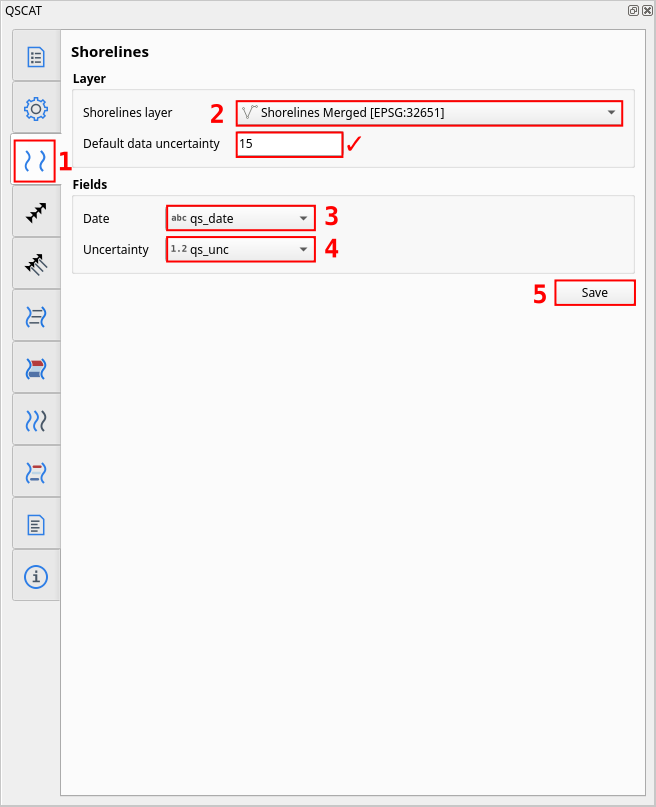 QSCAT
Shorelines
Layer
Shorelines layer 2 Shorelines Merged [EPSG:32651]
Default data uncertainty 15 ✓
1
Fields
Date abc qs_date 3
Uncertainty 1.2 qs_unc 4
5 Save